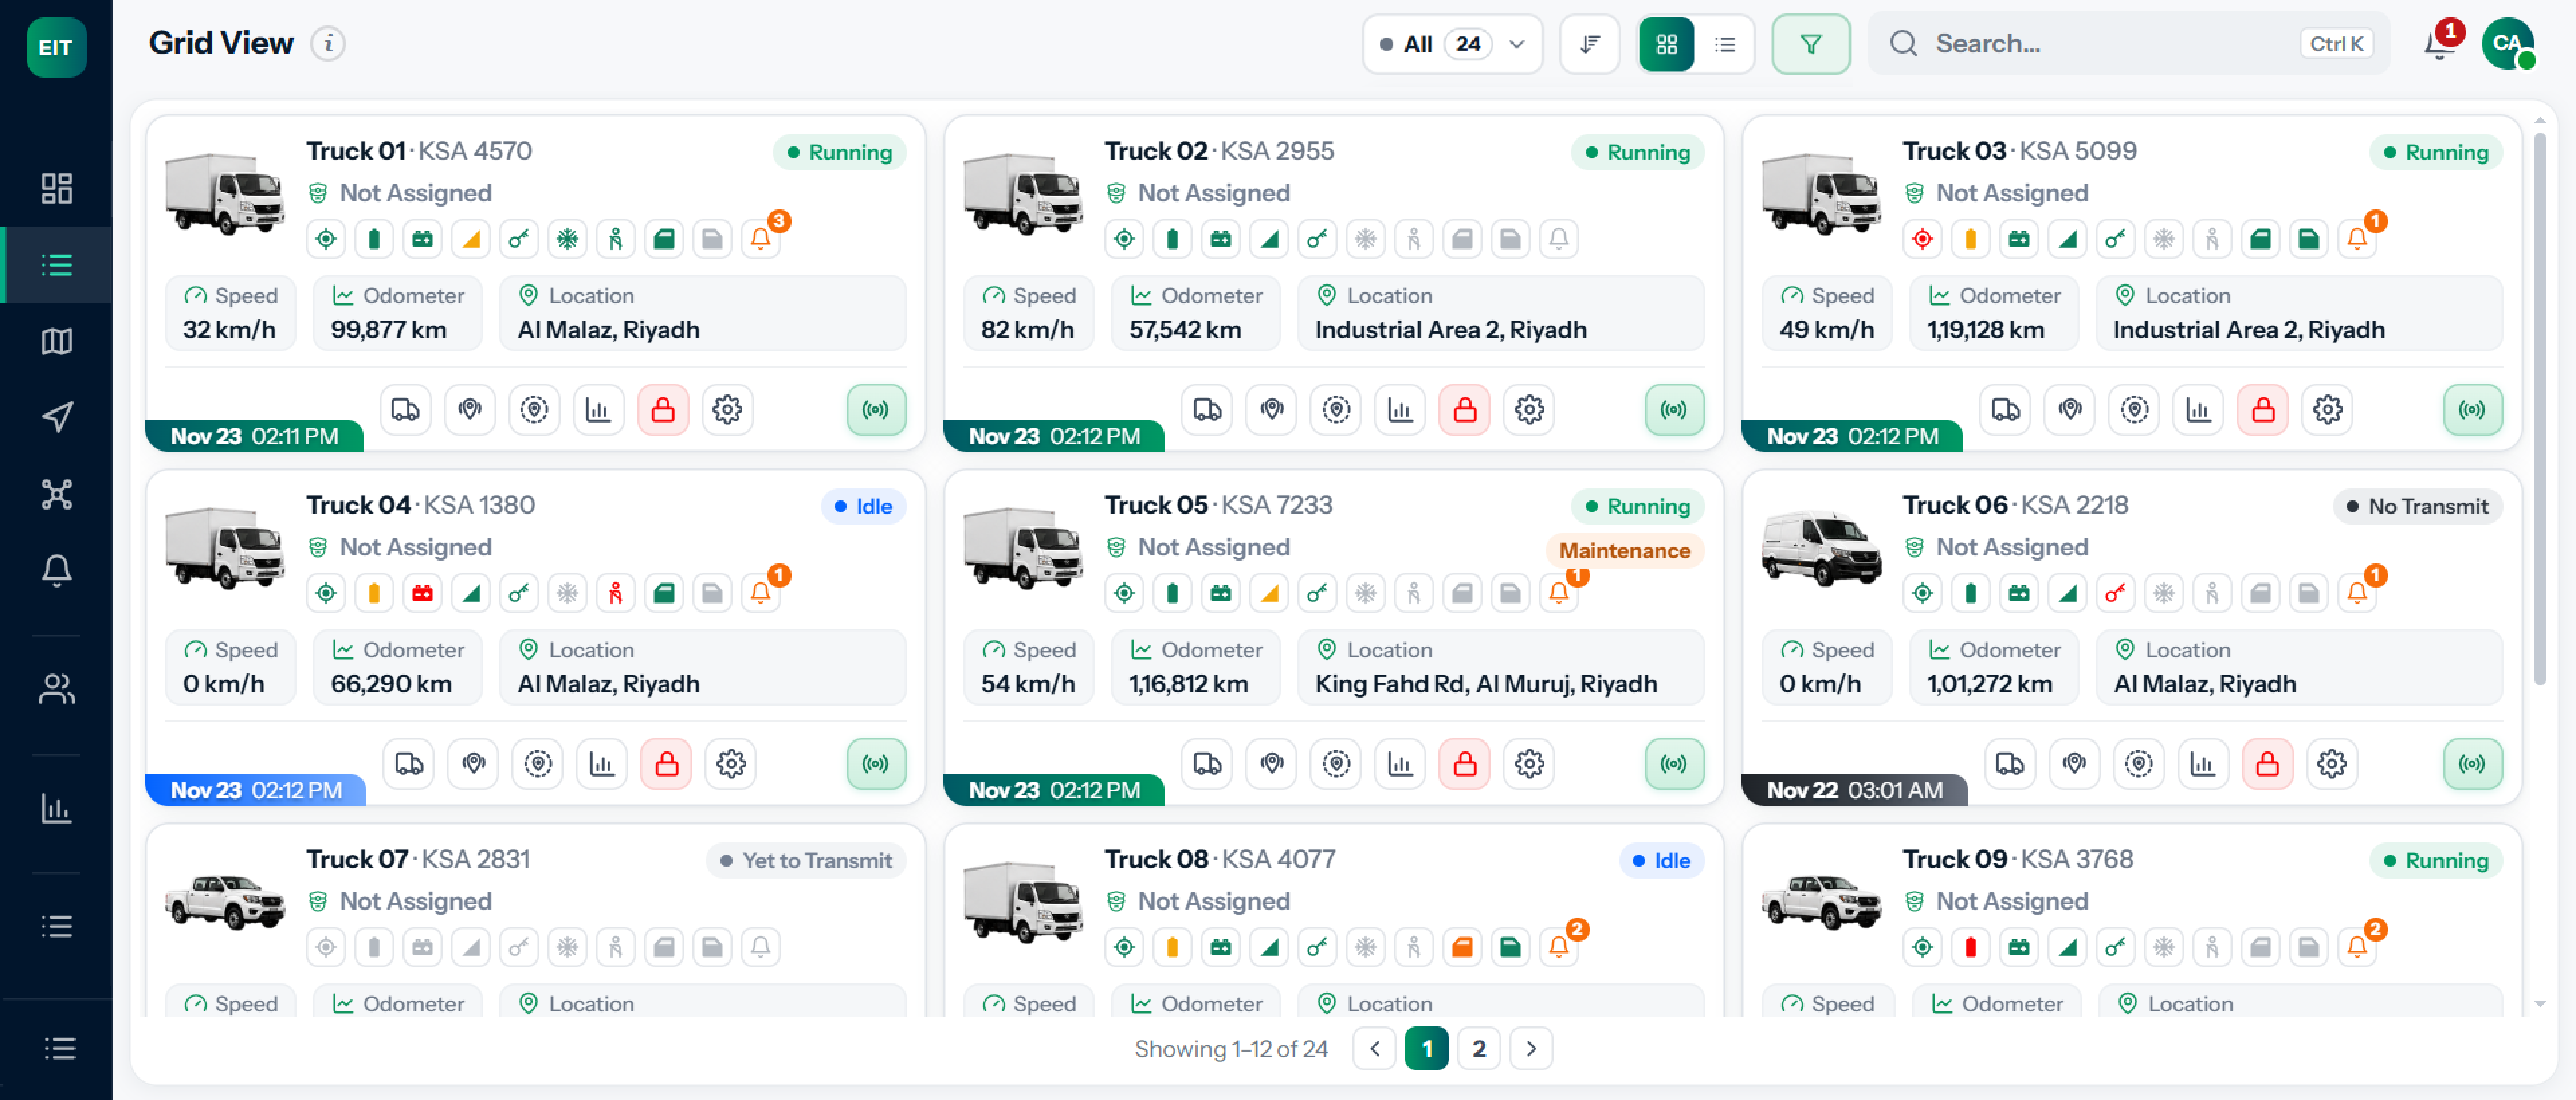 EIT
Grid View
i
All 24
Search...
Ctrl K
1
CA
Truck 01 · KSA 4570
Running
Not Assigned
3
Speed
32 km/h
Odometer
99,877 km
Location
Al Malaz, Riyadh
Nov 23 02:11 PM
Truck 02 · KSA 2955
Running
Not Assigned
Speed
82 km/h
Odometer
57,542 km
Location
Industrial Area 2, Riyadh
Nov 23 02:12 PM
Truck 03 · KSA 5099
Running
Not Assigned
1
Speed
49 km/h
Odometer
1,19,128 km
Location
Industrial Area 2, Riyadh
Nov 23 02:12 PM
Truck 04 · KSA 1380
Idle
Not Assigned
1
Speed
0 km/h
Odometer
66,290 km
Location
Al Malaz, Riyadh
Nov 23 02:12 PM
Truck 05 · KSA 7233
Running
Not Assigned
Maintenance
1
Speed
54 km/h
Odometer
1,16,812 km
Location
King Fahd Rd, Al Muruj, Riyadh
Nov 23 02:12 PM
Truck 06 · KSA 2218
No Transmit
Not Assigned
1
Speed
0 km/h
Odometer
1,01,272 km
Location
Al Malaz, Riyadh
Nov 22 03:01 AM
Truck 07 · KSA 2831
Yet to Transmit
Not Assigned
Speed
Odometer
Location
Truck 08 · KSA 4077
Idle
Not Assigned
2
Speed
Odometer
Location
Truck 09 · KSA 3768
Running
Not Assigned
2
Speed
Odometer
Location
Showing 1–12 of 24
1
2